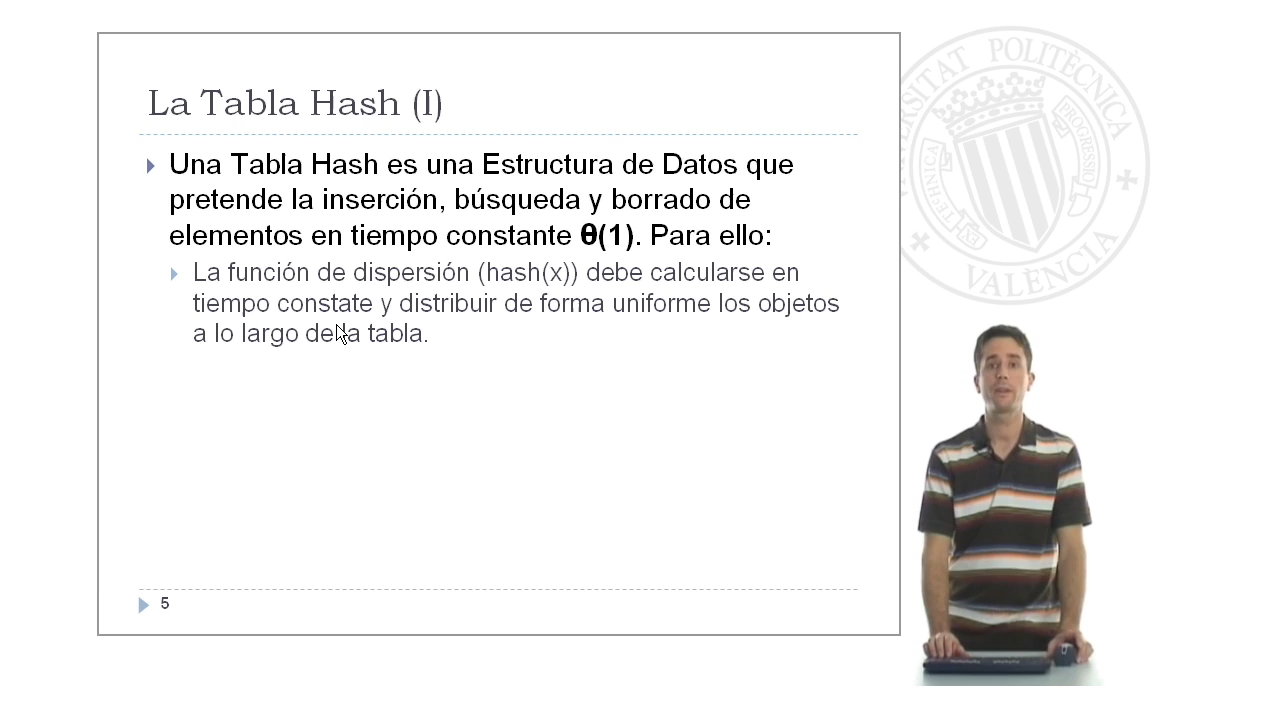 La Tabla Hash (I)
Una Tabla Hash es una Estructura de Datos que
pretende la inserción, búsqueda y borrado de
elementos en tiempo constante θ(1). Para ello:
La función de dispersión (hash(x)) debe calcularse en
tiempo constate y distribuir de forma uniforme los objetos
a lo largo de la tabla.
5
POLITÈCNICA
VALÈNCIA
TECHNICA
EX
PROGRESSIO